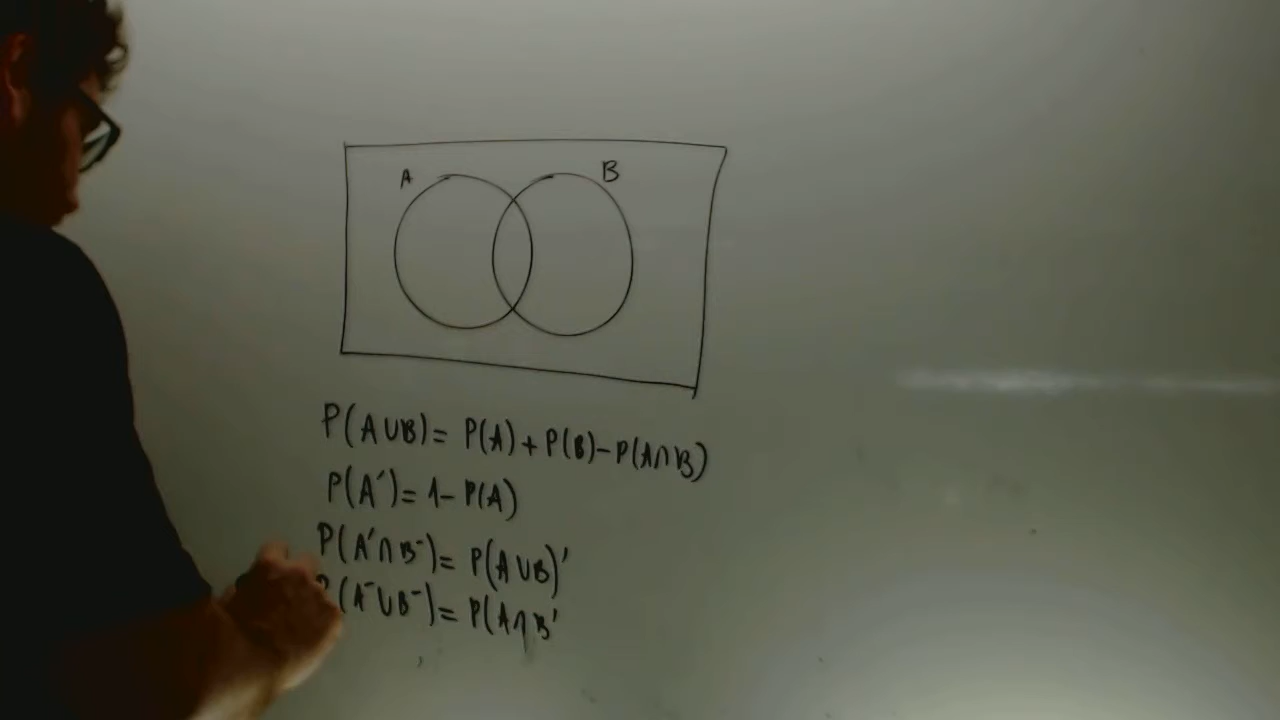 A B
P(A∪B)= P(A)+P(B)-P(A∩B)
P(A´)= 1-P(A)
P(A´∩B⁻)= P(A∪B)'
P(A⁻∪B⁻)= P(A∩B'